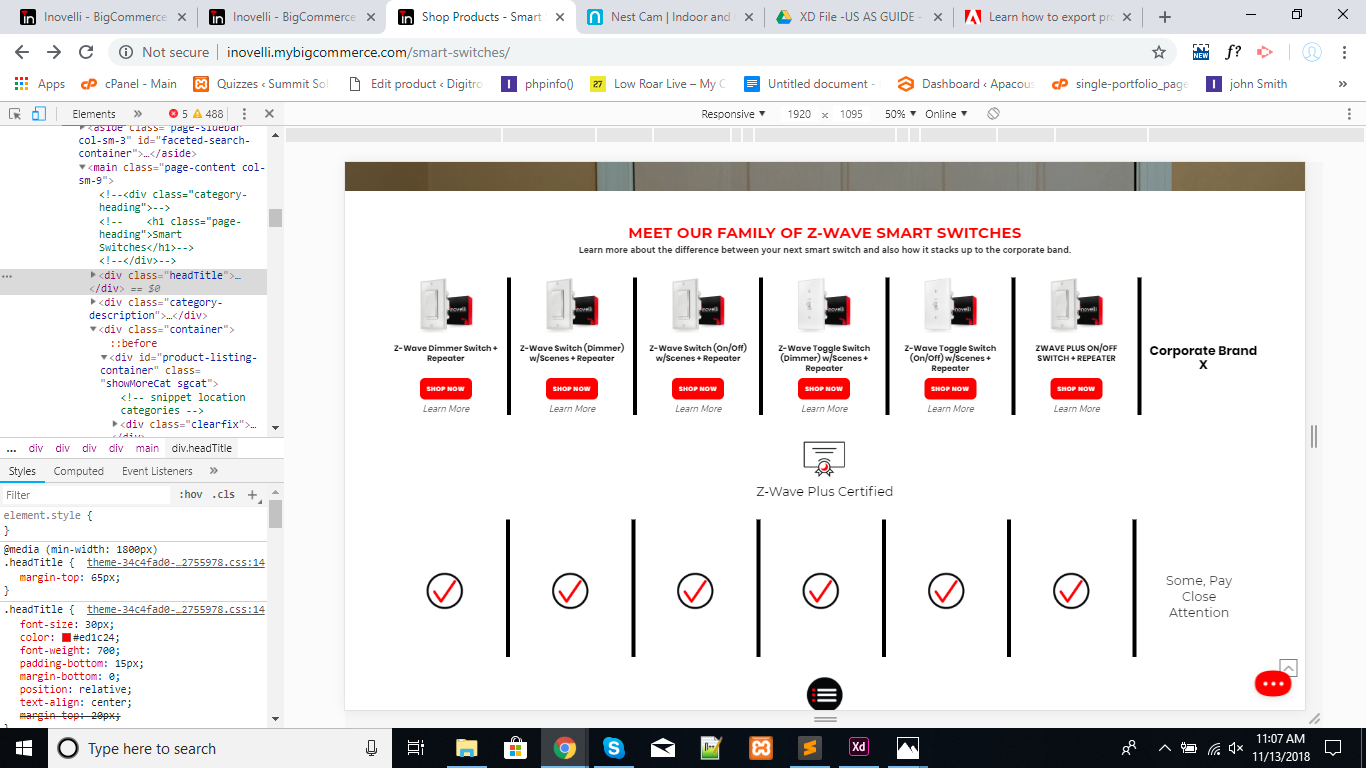 Inovelli - BigCommerce
Inovelli - BigCommerce
Shop Products - Smart
Nest Cam | Indoor and
XD File -US AS GUIDE -
Learn how to export pro
Not secure | inovelli.mybigcommerce.com/smart-switches/
NEW
f?
Apps
cPanel - Main
Quizzes ‹ Summit Sol
Edit product ‹ Digitro
phpinfo()
27 Low Roar Live – My C
Untitled document -
Dashboard ‹ Apacous
single-portfolio_page
john Smith
»
Elements » 5 488
Responsive 1920 x 1095 50% Online
<aside class="page-sidebar
col-sm-3" id="faceted-search-
container">…</aside>
<main class="page-content col-
sm-9">
<!--<div class="category-
heading">-->
<!-- <h1 class="page-
heading">Smart
Switches</h1>-->
<!--</div>-->
<div class="headTitle">…
</div> == $0
<div class="category-
description">…</div>
<div class="container">
::before
<div id="product-listing-
container" class=
"showMoreCat sgcat">
<!-- snippet location
categories -->
<div class="clearfix">…
</div>
... div div div div main div.headTitle
Styles Computed Event Listeners »
Filter :hov .cls +
element.style {
}
@media (min-width: 1800px)
.headTitle { theme-34c4fad0-…2755978.css:14
margin-top: 65px;
}
.headTitle { theme-34c4fad0-…2755978.css:14
font-size: 30px;
color: #ed1c24;
font-weight: 700;
padding-bottom: 15px;
margin-bottom: 0;
position: relative;
text-align: center;
margin-top: 20px;
}
MEET OUR FAMILY OF Z-WAVE SMART SWITCHES
Learn more about the difference between your next smart switch and also how it stacks up to the corporate band.
Z-Wave Dimmer Switch +
Repeater
SHOP NOW
Learn More
Z-Wave Switch (Dimmer)
w/Scenes + Repeater
SHOP NOW
Learn More
Z-Wave Switch (On/Off)
w/Scenes + Repeater
SHOP NOW
Learn More
Z-Wave Toggle Switch
(Dimmer) w/Scenes +
Repeater
SHOP NOW
Learn More
Z-Wave Toggle Switch
(On/Off) w/Scenes +
Repeater
SHOP NOW
Learn More
ZWAVE PLUS ON/OFF
SWITCH + REPEATER
SHOP NOW
Learn More
Corporate Brand
X
Z-Wave Plus Certified
Some, Pay
Close
Attention
Type here to search
Xd
11:07 AM
11/13/2018